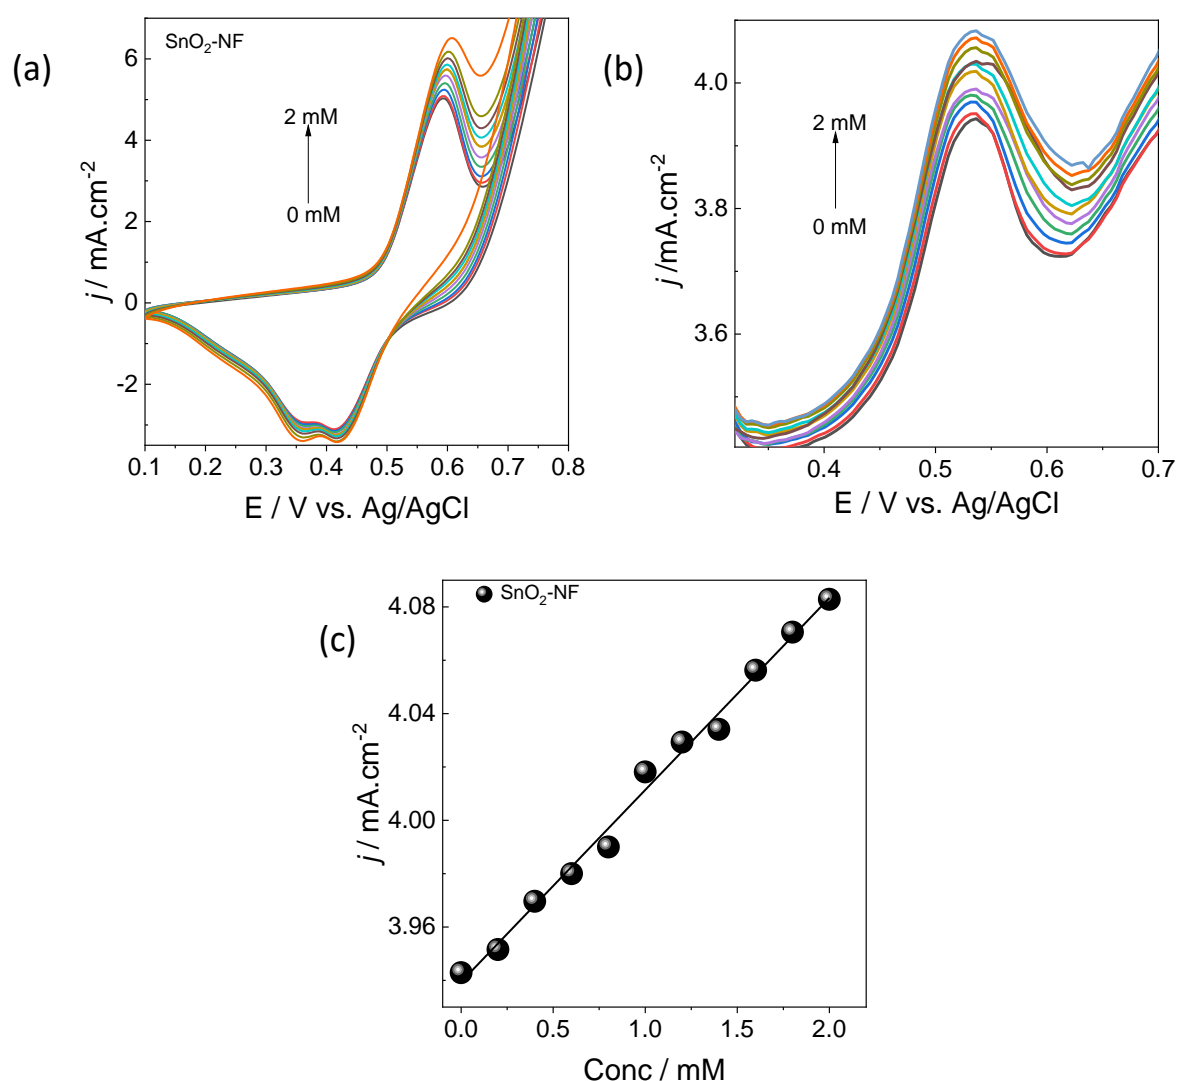 (a)
SnO₂-NF
2 mM
0 mM
6
4
2
0
-2
j / mA.cm⁻²
0.1 0.2 0.3 0.4 0.5 0.6 0.7 0.8
E / V vs. Ag/AgCl
(b)
2 mM
0 mM
4.0
3.8
3.6
j /mA.cm⁻²
0.4 0.5 0.6 0.7
E / V vs. Ag/AgCl
(c)
SnO₂-NF
4.08
4.04
4.00
3.96
j / mA.cm⁻²
0.0 0.5 1.0 1.5 2.0
Conc / mM